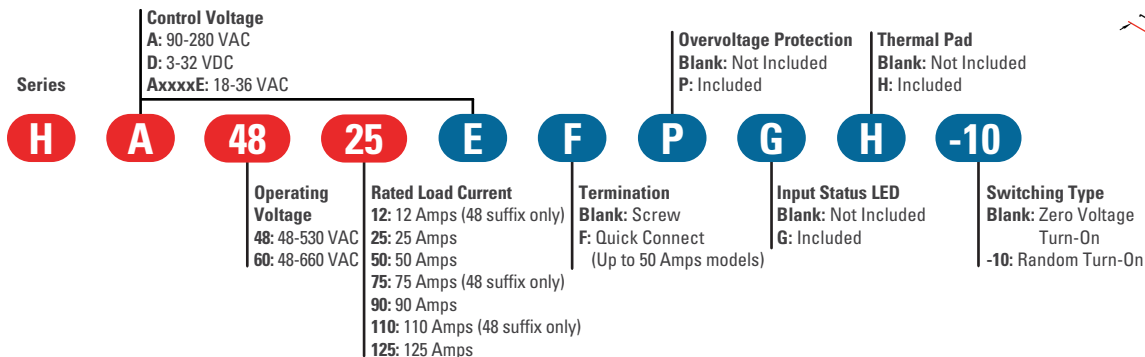 Control Voltage
A: 90-280 VAC
D: 3-32 VDC
AxxxxE: 18-36 VAC
Overvoltage Protection
Blank: Not Included
P: Included
Thermal Pad
Blank: Not Included
H: Included
Series
H A 48 25 E F P G H -10
Operating
Voltage
48: 48-530 VAC
60: 48-660 VAC
Rated Load Current
12: 12 Amps (48 suffix only)
25: 25 Amps
50: 50 Amps
75: 75 Amps (48 suffix only)
90: 90 Amps
110: 110 Amps (48 suffix only)
125: 125 Amps
Termination
Blank: Screw
F: Quick Connect
(Up to 50 Amps models)
Input Status LED
Blank: Not Included
G: Included
Switching Type
Blank: Zero Voltage
Turn-On
-10: Random Turn-On